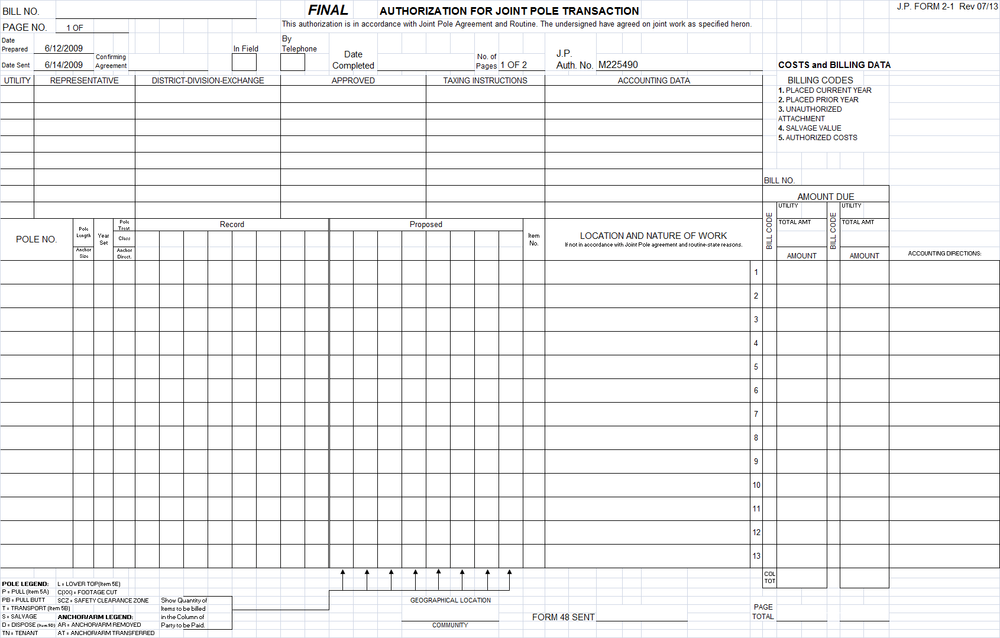 BILL NO.
FINAL AUTHORIZATION FOR JOINT POLE TRANSACTION
J.P. FORM 2-1 Rev 07/13
PAGE NO. 1 OF
This authorization is in accordance with Joint Pole Agreement and Routine. The undersigned have agreed on joint work as specified heron.
Date Prepared 6/12/2009
In Field
By Telephone
Date Sent 6/14/2009
Confirming Agreement
Date Completed
No. of Pages 1 OF 2
J.P. Auth. No. M225490
COSTS and BILLING DATA
UTILITY REPRESENTATIVE DISTRICT-DIVISION-EXCHANGE APPROVED TAXING INSTRUCTIONS ACCOUNTING DATA
BILLING CODES
1. PLACED CURRENT YEAR
2. PLACED PRIOR YEAR
3. UNAUTHORIZED
ATTACHMENT
4. SALVAGE VALUE
5. AUTHORIZED COSTS
BILL NO.
AMOUNT DUE
BILL CODE
UTILITY
TOTAL AMT
AMOUNT
BILL CODE
UTILITY
TOTAL AMT
AMOUNT
ACCOUNTING DIRECTIONS:
POLE NO.
Pole Length
Anchor Size
Year Set
Pole Treat
Class
Anchor Direct.
Record
Proposed
Item No.
LOCATION AND NATURE OF WORK
If not in accordance with Joint Pole agreement and routine-state reasons.
1
2
3
4
5
6
7
8
9
10
11
12
13
COL TOT
POLE LEGEND: L = LOWER TOP(Item 5E)
P = PULL (Item 5A) C(XX) = FOOTAGE CUT
PB = PULL BUTT SCZ = SAFETY CLEARANCE ZONE
T = TRANSPORT (Item 5B)
S = SALVAGE ANCHOR/ARM LEGEND:
D = DISPOSE (Item 5D) AR = ANCHOR/ARM REMOVED
TN = TENANT AT = ANCHOR/ARM TRANSFERRED
Show Quantity of
Items to be billed
in the Column of
Party to be Paid.
GEOGRAPHICAL LOCATION
COMMUNITY
FORM 48 SENT
PAGE TOTAL